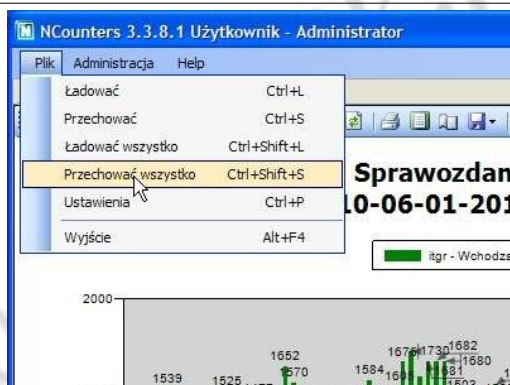 NCounters 3.3.8.1 Użytkownik - Administrator
Plik Administracja Help
Ładować Ctrl+L
Przechować Ctrl+S
Ładować wszystko Ctrl+Shift+L
Przechować wszystko Ctrl+Shift+S
Ustawienia Ctrl+P
Wyjście Alt+F4
Sprawozdan
10-06-01-201
itgr - Wchodza
2000
1682
1730
1680
1652
1570
1584
1539
1525